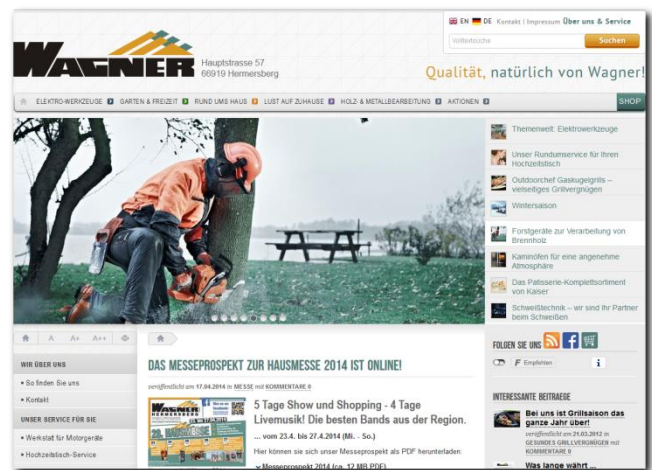 EN DE Kontakt | Impressum Über uns & Service
Volltextsuche Suchen
WAGNER
Hauptstrasse 57
66919 Hermersberg
Qualität, natürlich von Wagner!
ELEKTRO-WERKZEUGE GARTEN & FREIZEIT RUND UMS HAUS LUST AUF ZUHAUSE HOLZ- & METALLBEARBEITUNG AKTIONEN SHOP
Themenwelt: Elektrowerkzeuge
Unser Rundumservice für Ihren
Hochzeitstisch
Outdoorchef Gaskugelgrills –
vielseitiges Grillvergnügen
Wintersaison
Forstgeräte zur Verarbeitung von
Brennholz
Kaminöfen für eine angenehme
Atmosphäre
Das Patisserie-Komplettsortiment
von Kaiser
Schweißtechnik – wir sind Ihr Partner
beim Schweißen
A A+ A++
WIR ÜBER UNS
So finden Sie uns
Kontakt
UNSER SERVICE FÜR SIE
Werkstatt für Motorgeräte
Hochzeitstisch-Service
DAS MESSEPROSPEKT ZUR HAUSMESSE 2014 IST ONLINE!
veröffentlicht am 17.04.2014 in MESSE mit KOMMENTARE 0
WAGNER
HERMERSBERG
29. HAUSMESSE
5 Tage Show und Shopping - 4 Tage
Livemusik! Die besten Bands aus der Region.
... vom 23.4. bis 27.4.2014 (Mi. - So.)
Hier können sie sich unser Messeprospekt als PDF herunterladen:
Messeprospekt 2014 (ca. 12 MB PDF)
FOLGEN SIE UNS
Empfehlen i
INTERESSANTE BEITRAEGE
Bei uns ist Grillsaison das
ganze Jahr über!
veröffentlicht am 21.03.2012 in
GESUNDES GRILLVERGNÜGEN mit
KOMMENTARE 0
Was lange währt ...